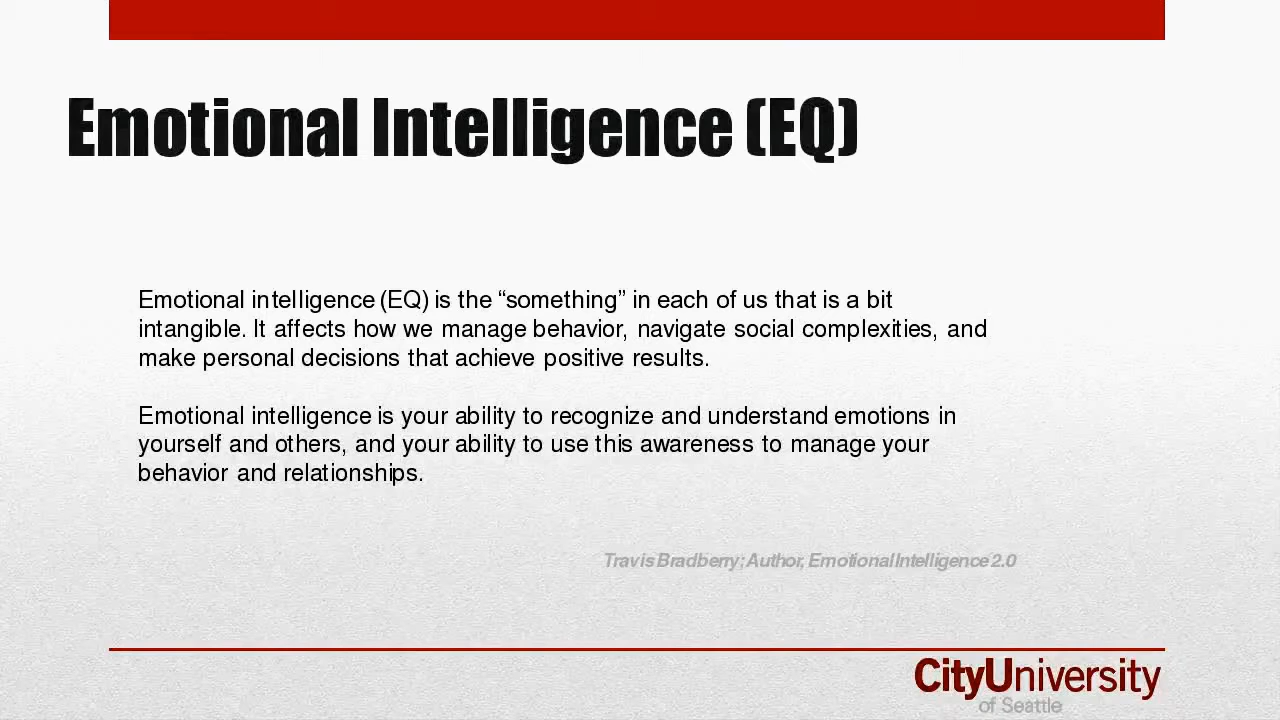 Emotional Intelligence (EQ)
Emotional intelligence (EQ) is the “something” in each of us that is a bit
intangible. It affects how we manage behavior, navigate social complexities, and
make personal decisions that achieve positive results.
Emotional intelligence is your ability to recognize and understand emotions in
yourself and others, and your ability to use this awareness to manage your
behavior and relationships.
Travis Bradberry; Author, Emotional Intelligence 2.0
CityUniversity
of Seattle